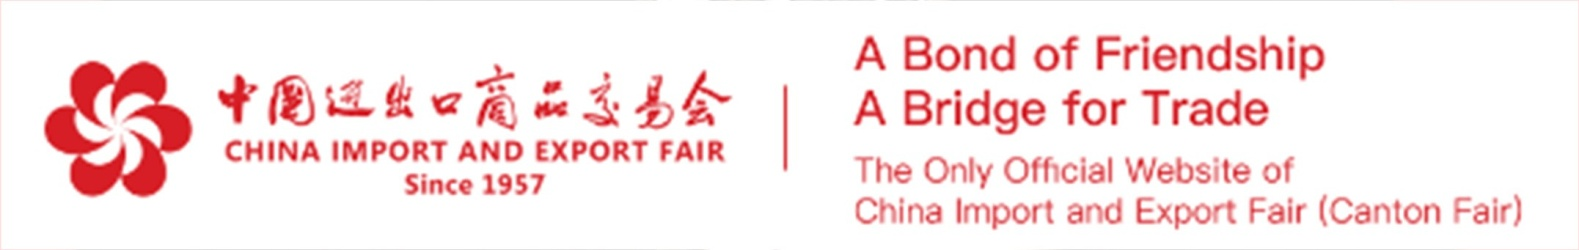 中国进出口商品交易会
CHINA IMPORT AND EXPORT FAIR
Since 1957
A Bond of Friendship
A Bridge for Trade
The Only Official Website of
China Import and Export Fair (Canton Fair)